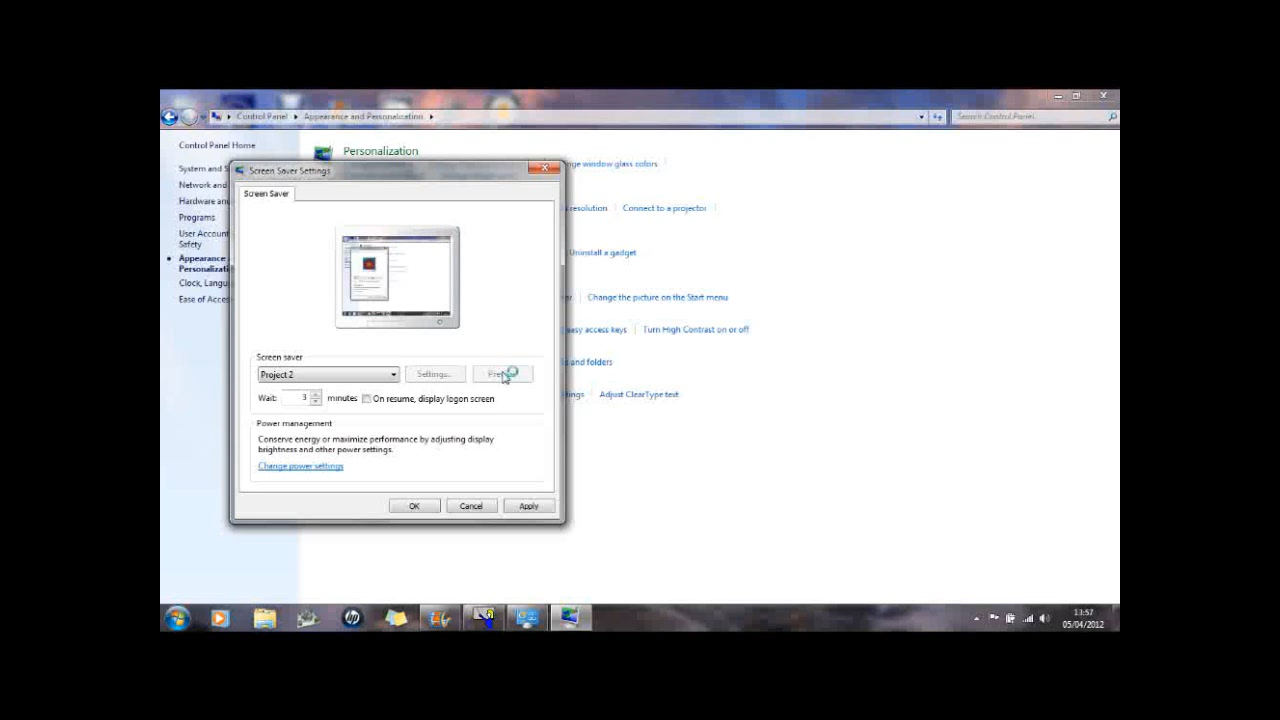 Control Panel ▸ Appearance and Personalization ▸
Search Control Panel
Control Panel Home
Personalization
System and S
Network and
Hardware an
Programs
User Account
Safety
Appearance
Personalizati
Clock, Langu
Ease of Acces
nge window glass colors
resolution
Connect to a projector
Uninstall a gadget
Change the picture on the Start menu
easy access keys
Turn High Contrast on or off
and folders
ttings
Adjust ClearType text
Screen Saver Settings
Screen Saver
Screen saver
Project 2
Settings...
Pre
Wait: 3 minutes
On resume, display logon screen
Power management
Conserve energy or maximize performance by adjusting display
brightness and other power settings.
Change power settings
OK
Cancel
Apply
13:57
05/04/2012